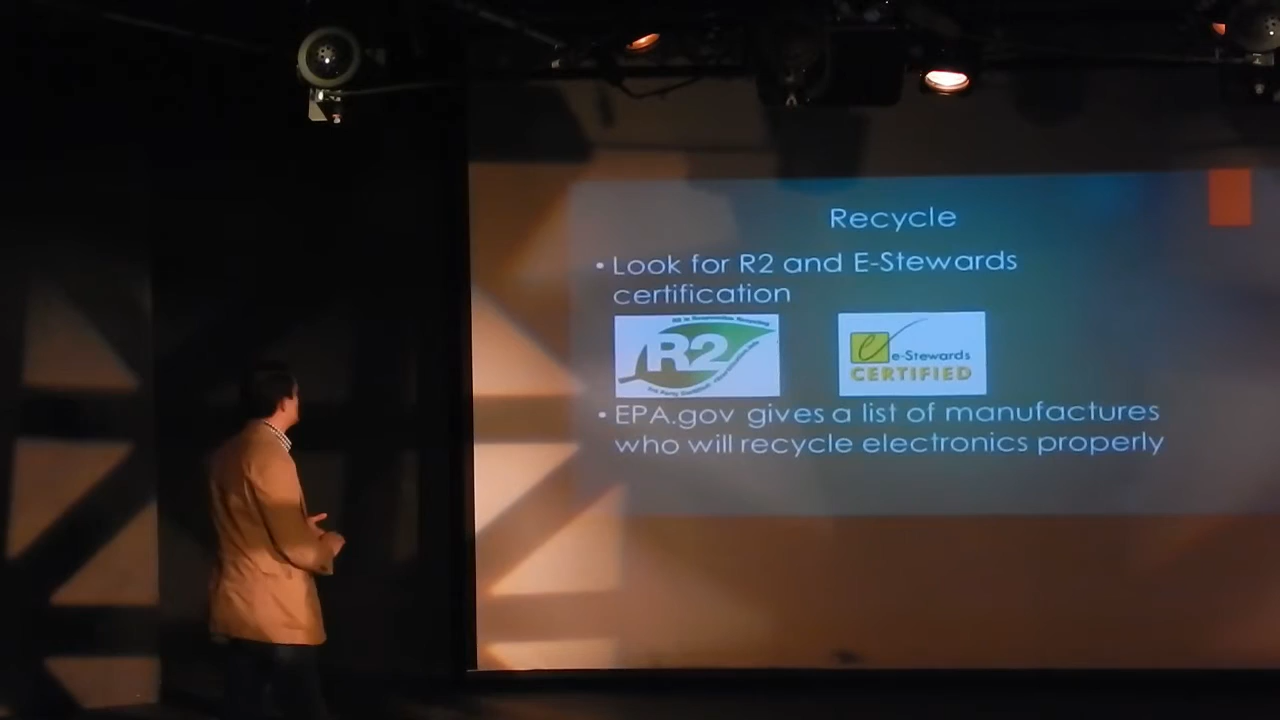 Recycle
• Look for R2 and E-Stewards
certification
R2
e e-Stewards
CERTIFIED
• EPA.gov gives a list of manufactures
who will recycle electronics properly